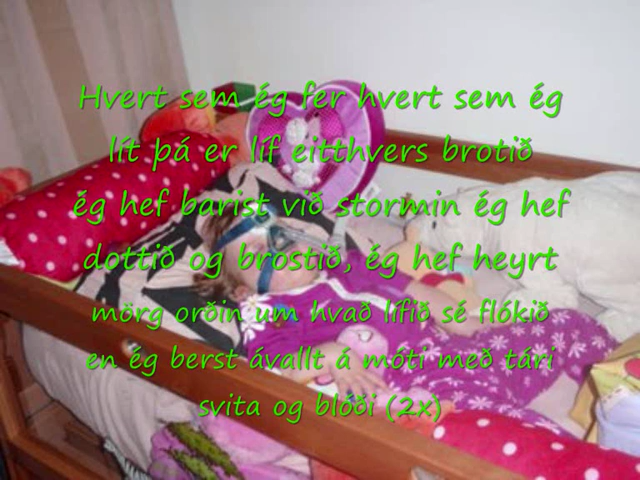 Hvert sem ég fer hvert sem ég
lít þá er líf eitthvers brotið
ég hef barist við stormin ég hef
dottið og brostið, ég hef heyrt
mörg orðin um hvað lífið sé flókið
en ég berst ávallt á móti með tári
svita og blóði (2x)